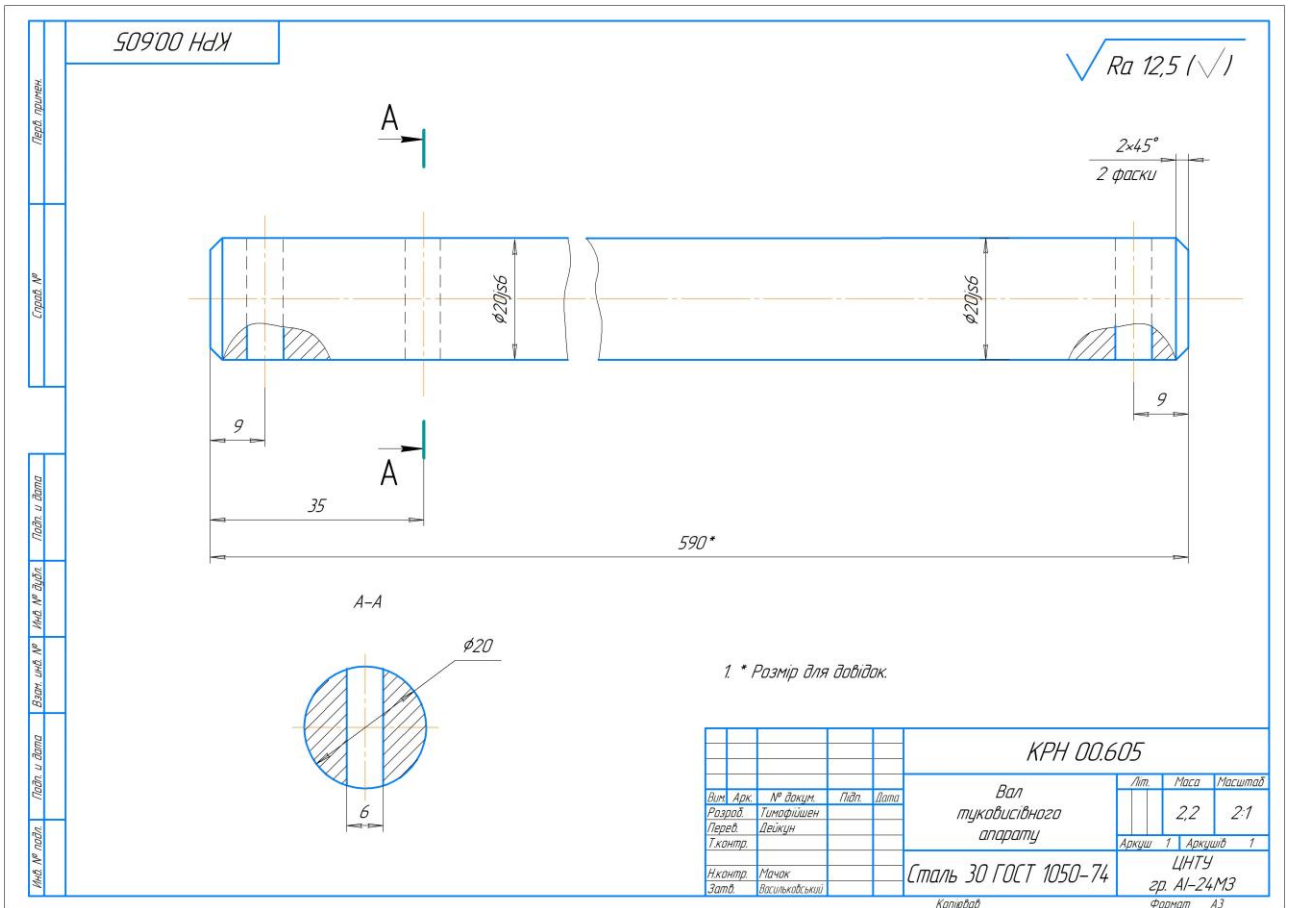 КРН 00.605
Ra 12,5 (√)
Перв. примен.
Справ. №
Подп. и дата
Инв. № дубл.
Взам. инв. №
Подп. и дата
Инв. № подл.
А
2×45°
2 фаски
⌀20js6
⌀20js6
9
9
А
35
590*
А-А
⌀20
6
1. * Розмір для довідок.
КРН 00.605
Вал
туковисівного
апарату
Літ. Маса Масштаб
2,2 2:1
Аркуш 1 Аркушів 1
Вим. Арк. № докум. Підп. Дата
Розроб. Тимофійшен
Перев. Дейкун
Т.контр.
Н.контр. Мачок
Затв. Васильковський
Сталь 30 ГОСТ 1050-74
ЦНТУ
гр. АІ-24МЗ
Копіював Формат А3